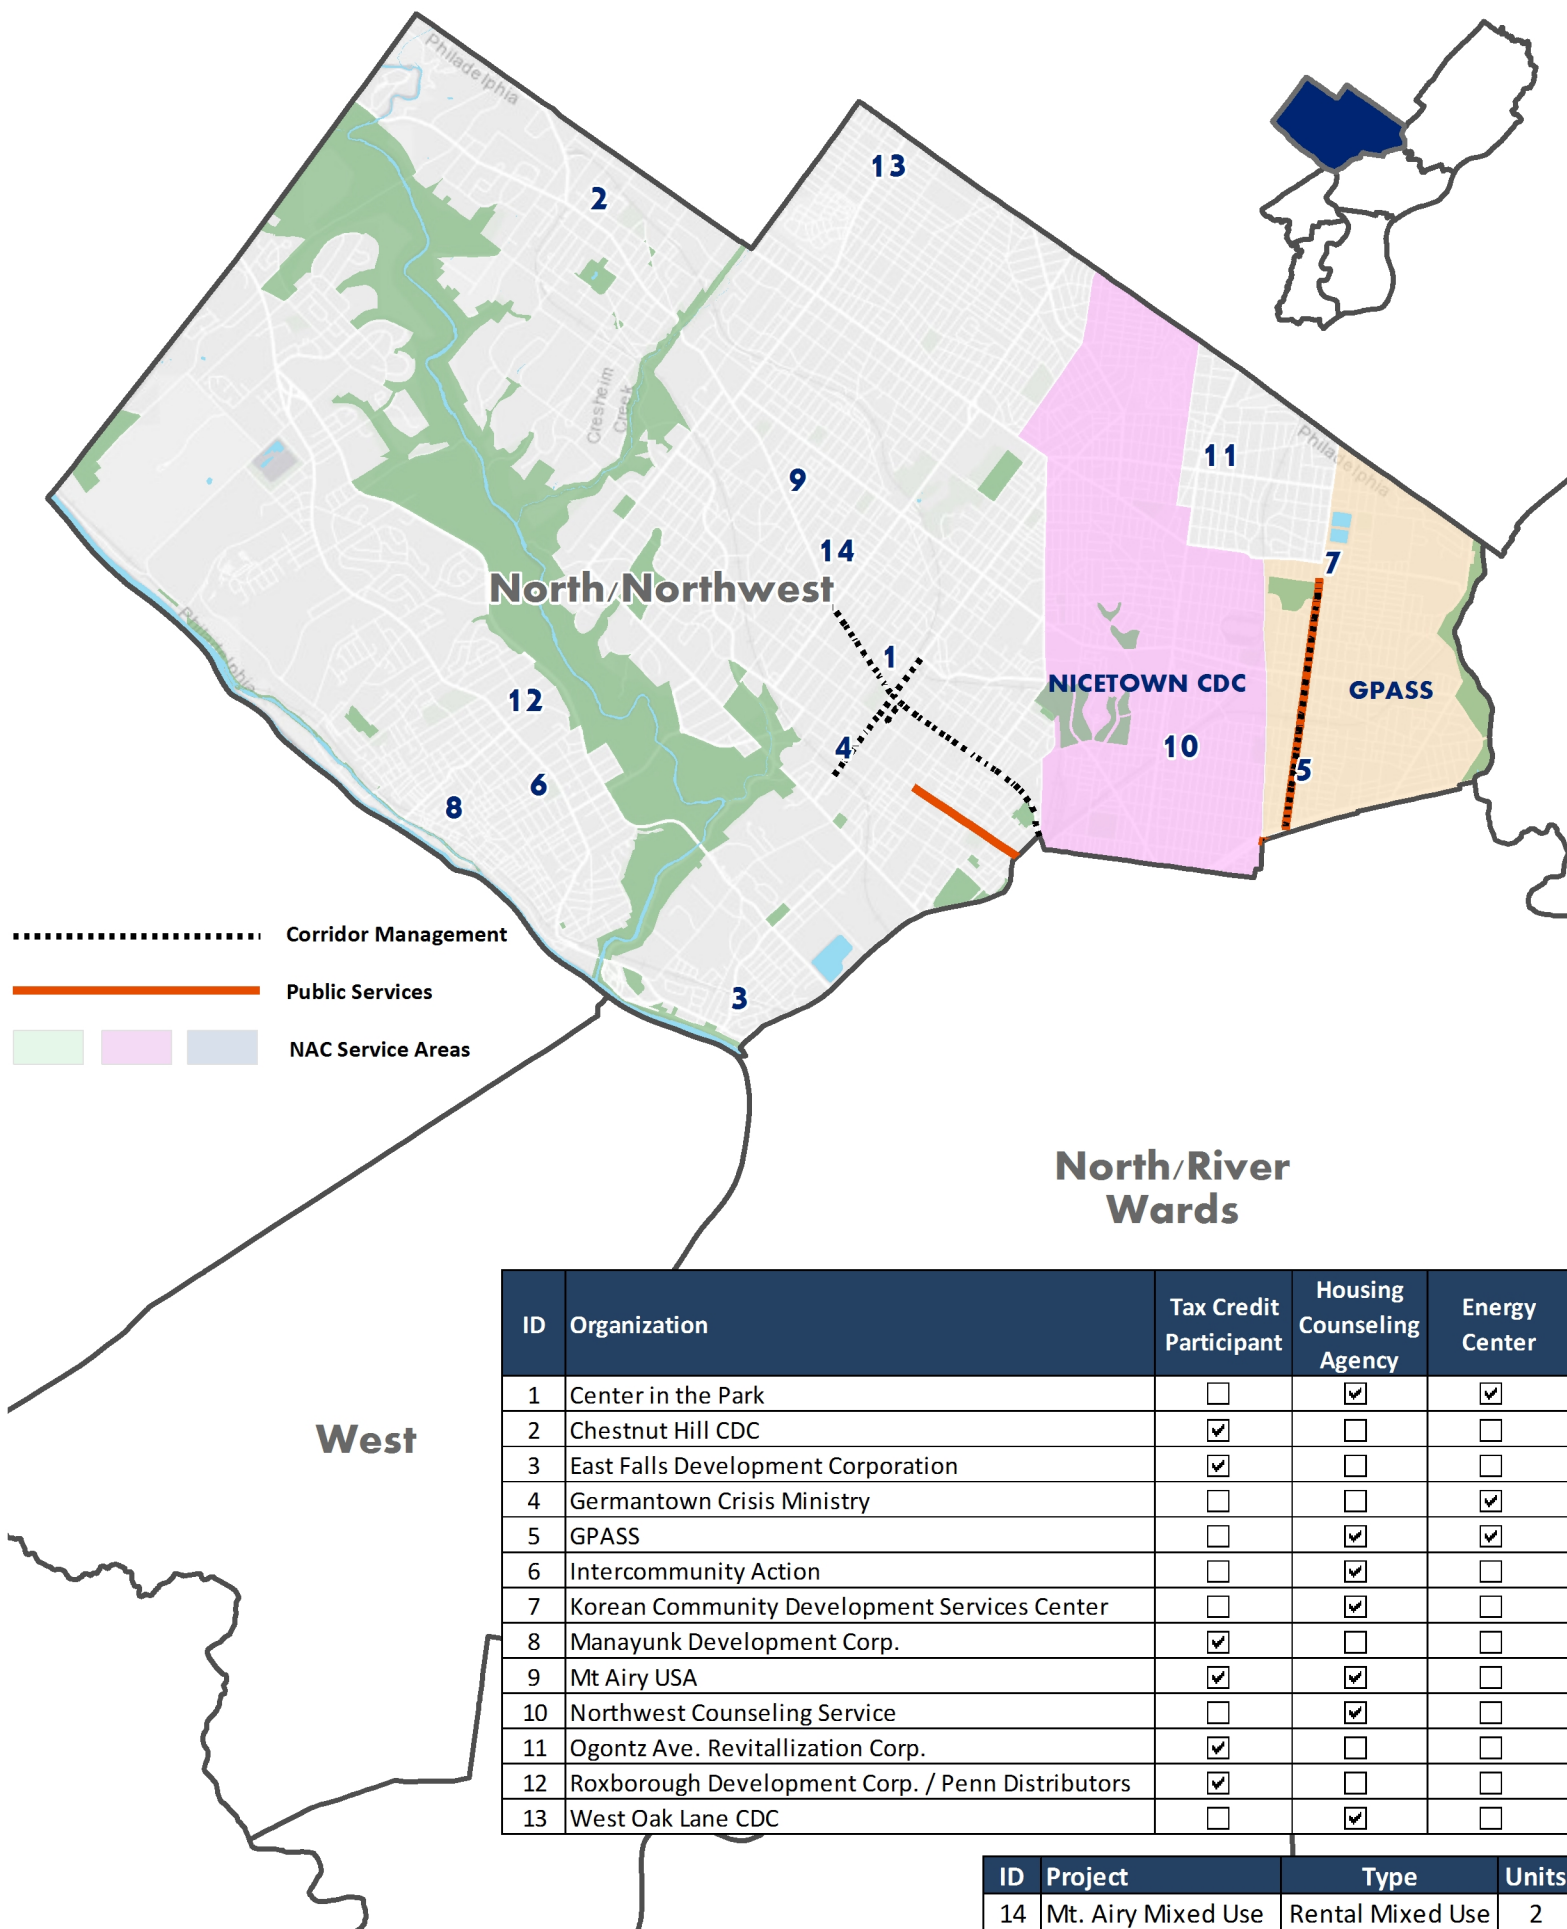 Philadelphia
13
2
Cresheim
Creek
Philadelphia
11
9
14
7
North/Northwest
1
Philadelphia
NICETOWN CDC
GPASS
12
4
10
5
6
8
Corridor Management
3
Public Services
NAC Service Areas
North/River
Wards
West
ID Organization Tax Credit Participant Housing Counseling Agency Energy Center
1 Center in the Park
2 Chestnut Hill CDC
3 East Falls Development Corporation
4 Germantown Crisis Ministry
5 GPASS
6 Intercommunity Action
7 Korean Community Development Services Center
8 Manayunk Development Corp.
9 Mt Airy USA
10 Northwest Counseling Service
11 Ogontz Ave. Revitallization Corp.
12 Roxborough Development Corp. / Penn Distributors
13 West Oak Lane CDC
ID Project Type Units
14 Mt. Airy Mixed Use Rental Mixed Use 2